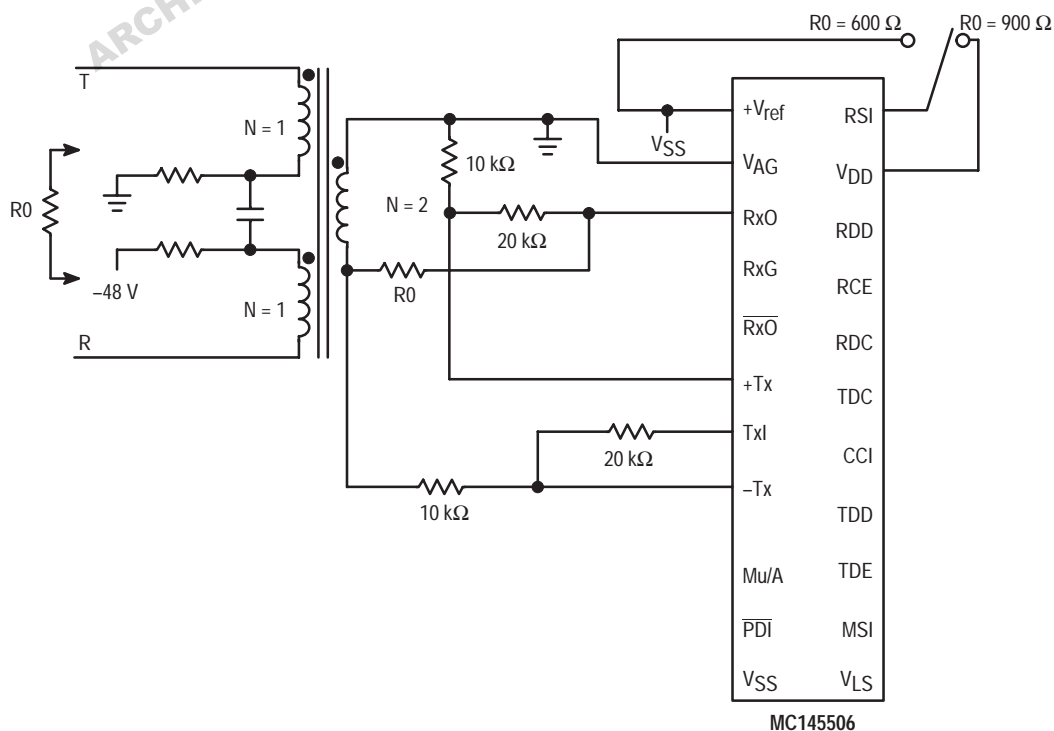 ARCHI
R0 = 600 Ω
R0 = 900 Ω
T
N = 1
R0
–48 V
N = 1
R
N = 2
10 kΩ
20 kΩ
R0
20 kΩ
10 kΩ
VSS
+Vref
VAG
RxO
RxG
RxO
+Tx
TxI
–Tx
Mu/A
PDI
VSS
RSI
VDD
RDD
RCE
RDC
TDC
CCI
TDD
TDE
MSI
VLS
MC145506